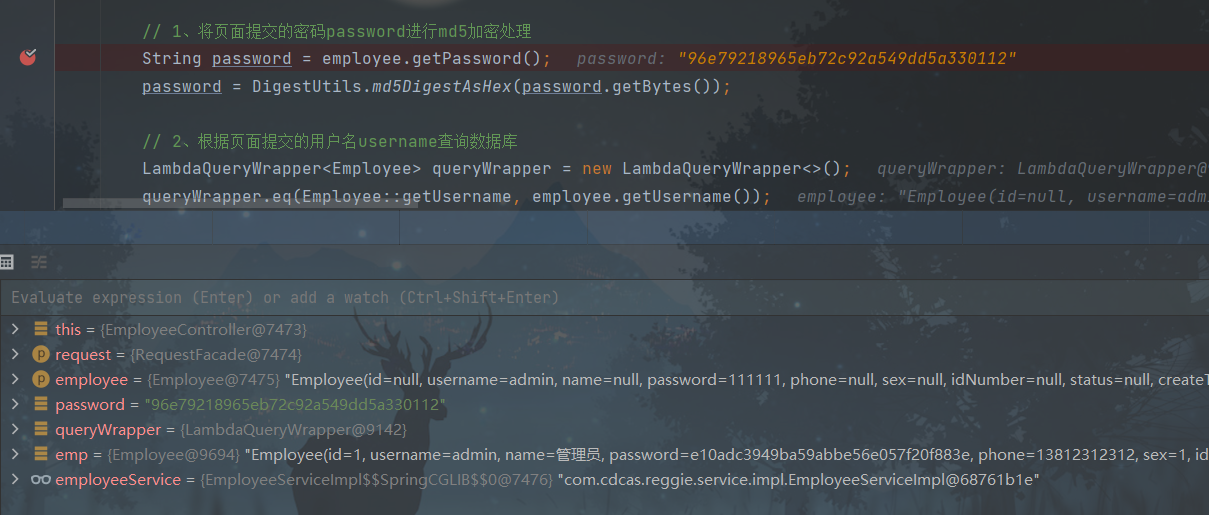 // 1、将页面提交的密码password进行md5加密处理
String password = employee.getPassword(); password: "96e79218965eb72c92a549dd5a330112"
password = DigestUtils.md5DigestAsHex(password.getBytes());
// 2、根据页面提交的用户名username查询数据库
LambdaQueryWrapper<Employee> queryWrapper = new LambdaQueryWrapper<>(); queryWrapper: LambdaQueryWrapper@
queryWrapper.eq(Employee::getUsername, employee.getUsername()); employee: "Employee(id=null, username=adm
Evaluate expression (Enter) or add a watch (Ctrl+Shift+Enter)
this = {EmployeeController@7473}
p request = {RequestFacade@7474}
p employee = {Employee@7475} "Employee(id=null, username=admin, name=null, password=111111, phone=null, sex=null, idNumber=null, status=null, createT
password = "96e79218965eb72c92a549dd5a330112"
queryWrapper = {LambdaQueryWrapper@9142}
emp = {Employee@9694} "Employee(id=1, username=admin, name=管理员, password=e10adc3949ba59abbe56e057f20f883e, phone=13812312312, sex=1, id
employeeService = {EmployeeServiceImpl$$SpringCGLIB$$0@7476} "com.cdcas.reggie.service.impl.EmployeeServiceImpl@68761b1e"